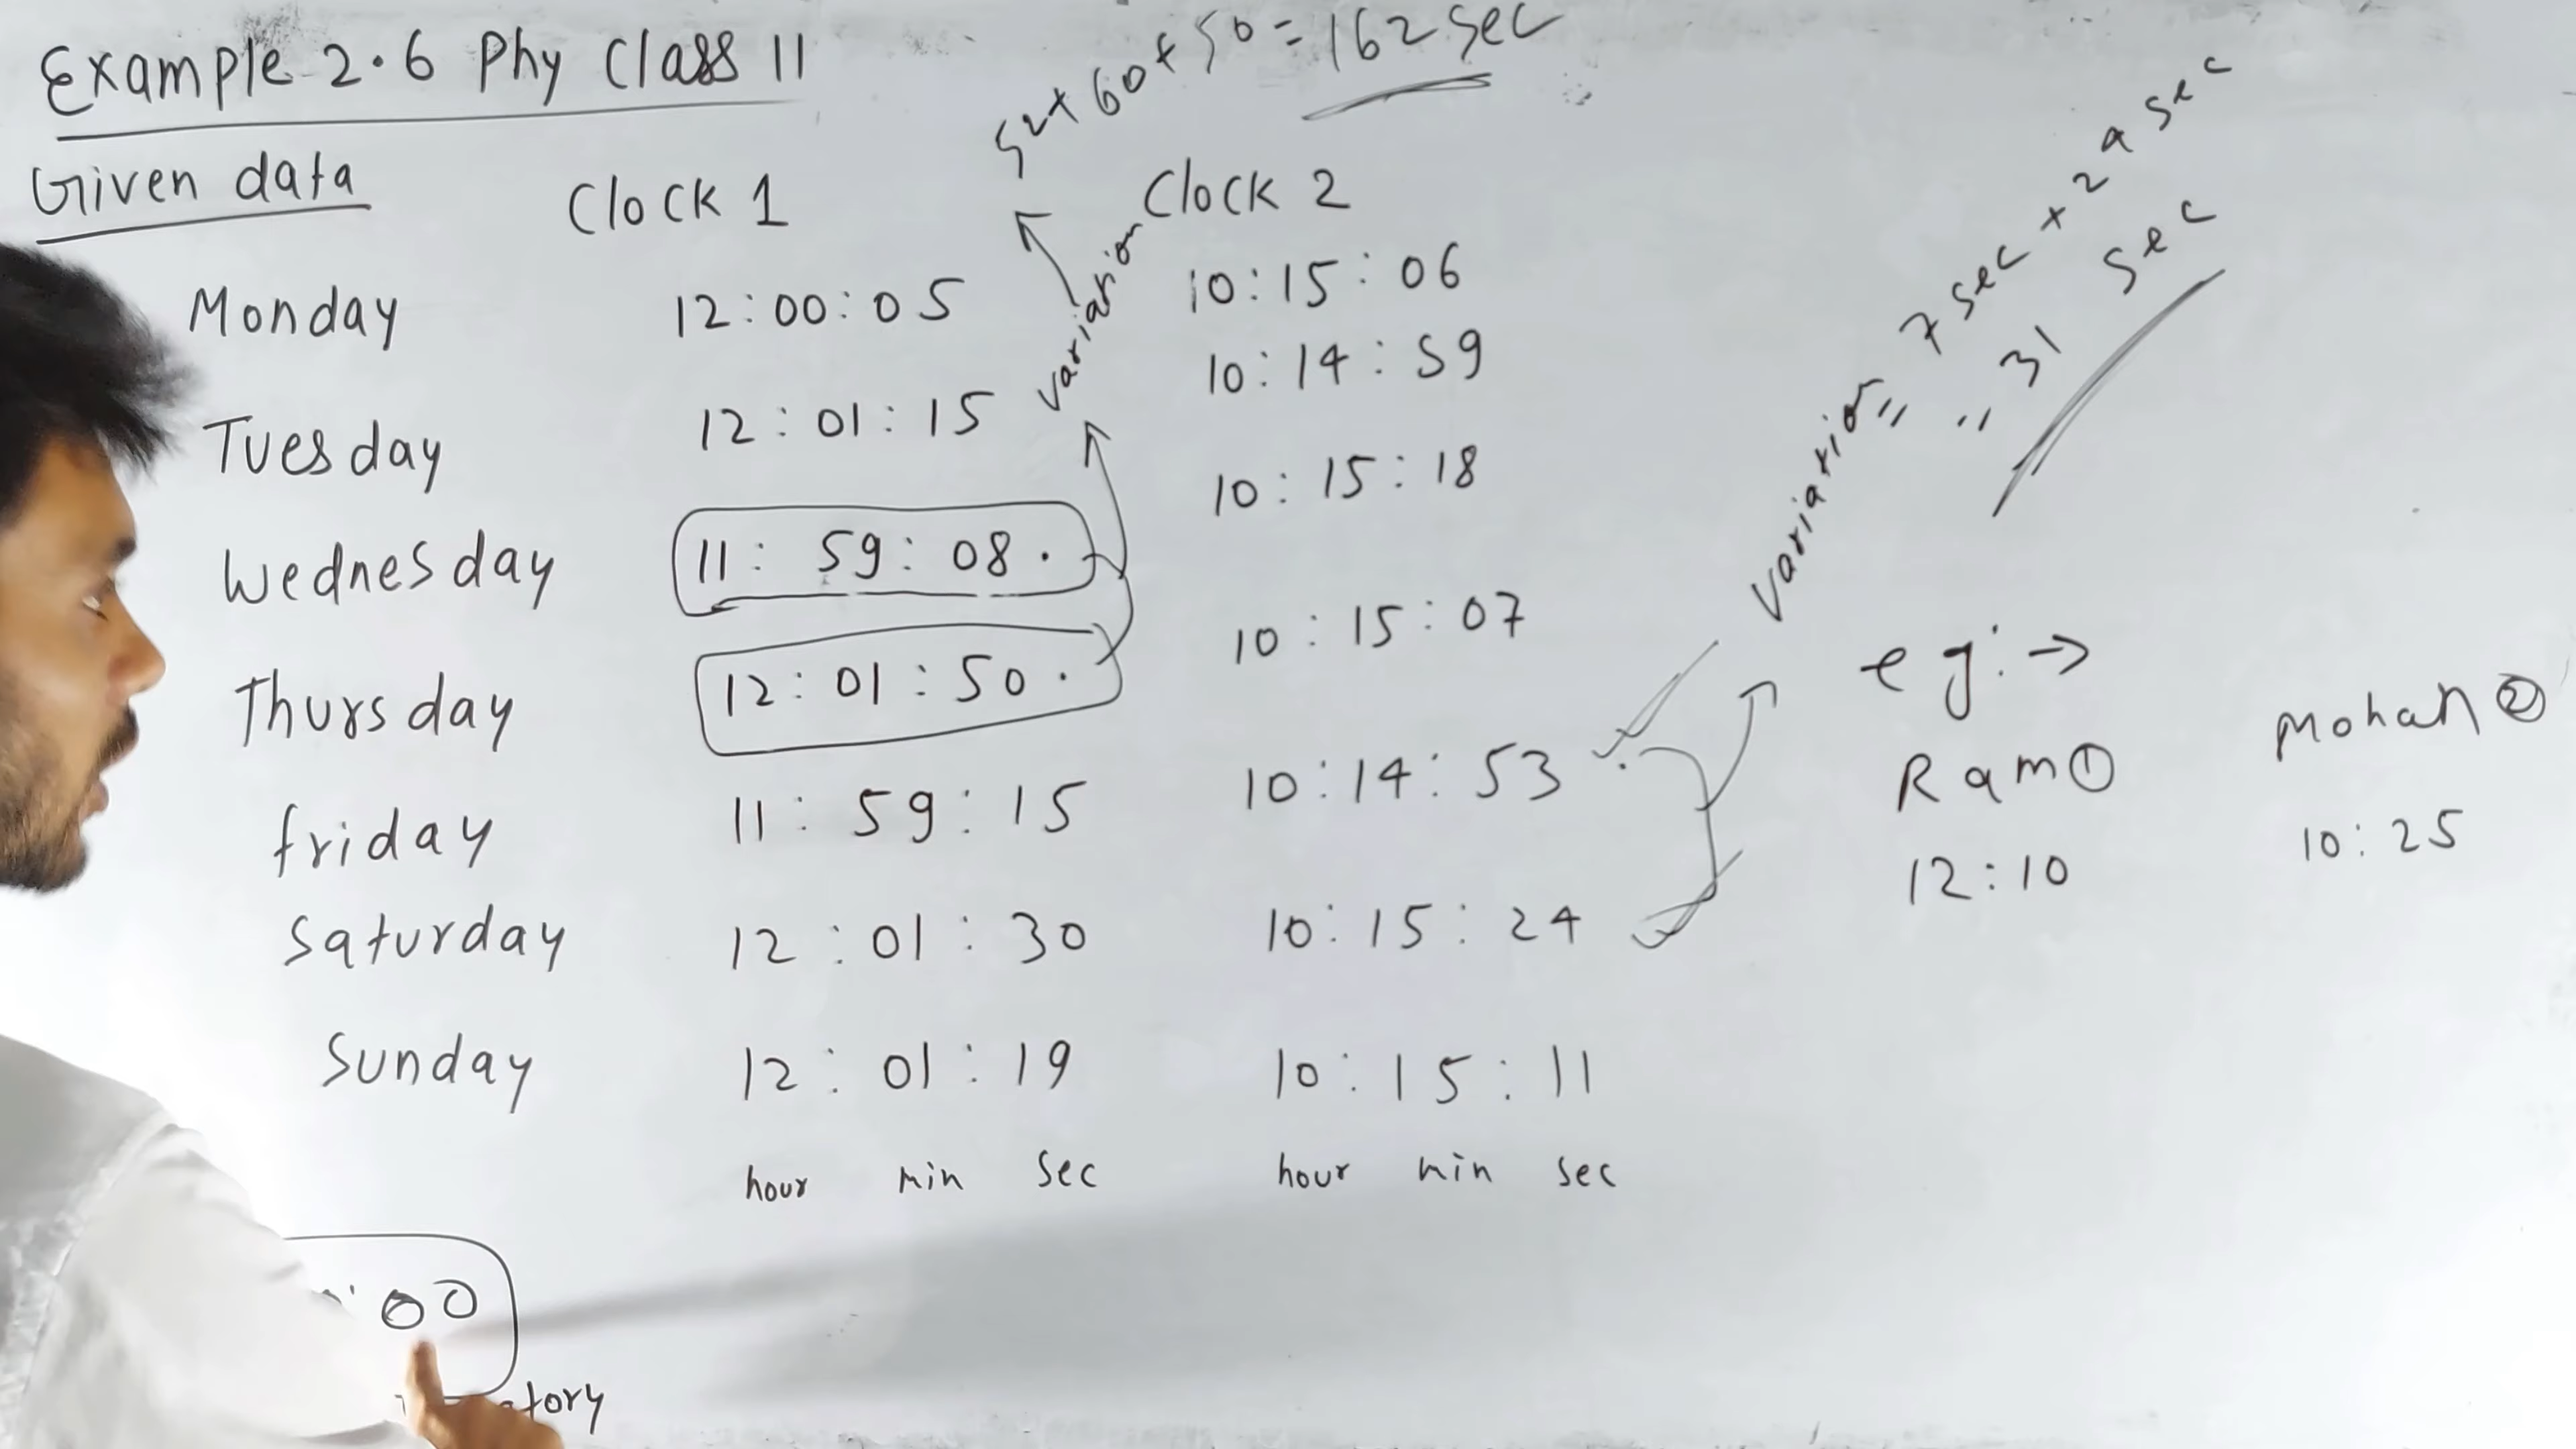 Example 2.6 Phy Class 11
52+60+50=162 sec
Given data
Clock 1
Clock 2
Monday 12:00:05 10:15:06
Tuesday 12:01:15 10:14:59
Wednesday 11:59:08. 10:15:18
Thursday 12:01:50. 10:15:07
friday 11:59:15 10:14:53
Saturday 12:01:30 10:15:24
Sunday 12:01:19 10:15:11
hour min Sec hour min sec
variation
variation = 7 sec + 24 sec
= 31 sec
eg:→
Ram① Mohan②
12:10 10:25
00